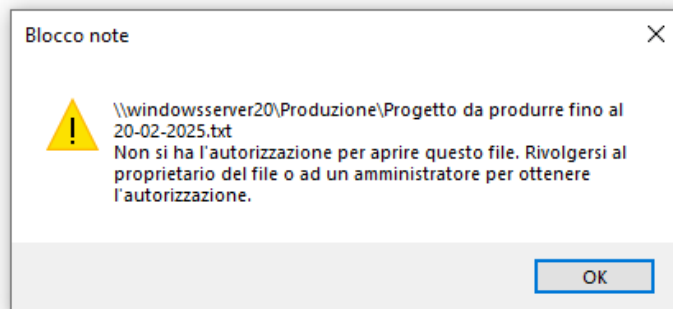 Blocco note
\\windowsserver20\Produzione\Progetto da produrre fino al
20-02-2025.txt
Non si ha l'autorizzazione per aprire questo file. Rivolgersi al
proprietario del file o ad un amministratore per ottenere
l'autorizzazione.
OK